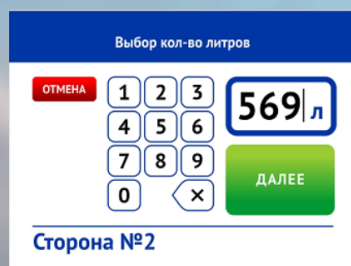 Выбор кол-во литров
ОТМЕНА
1 2 3
569 л
4 5 6
7 8 9
ДАЛЕЕ
0 ×
Сторона №2